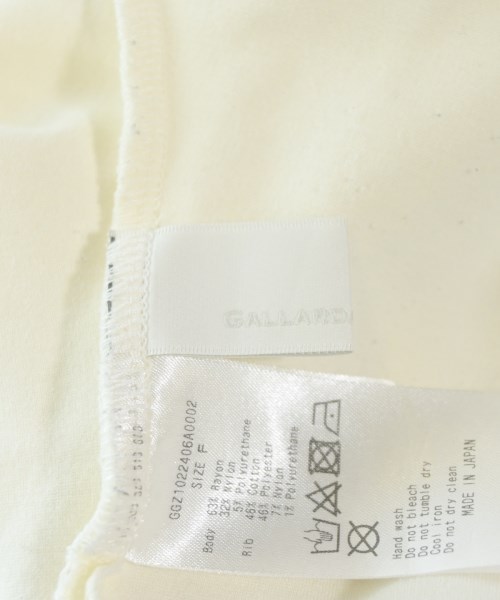 GALLARDA
GGZ1022406A0002
SIZE F
Body 63% Rayon
32% Nylon
5% Polyurethane
Rib 46% Cotton
46% Polyester
7% Nylon
1% Polyurethane
Hand wash
Do not bleach
Do not tumble dry
Cool iron
Do not dry clean
MADE IN JAPAN